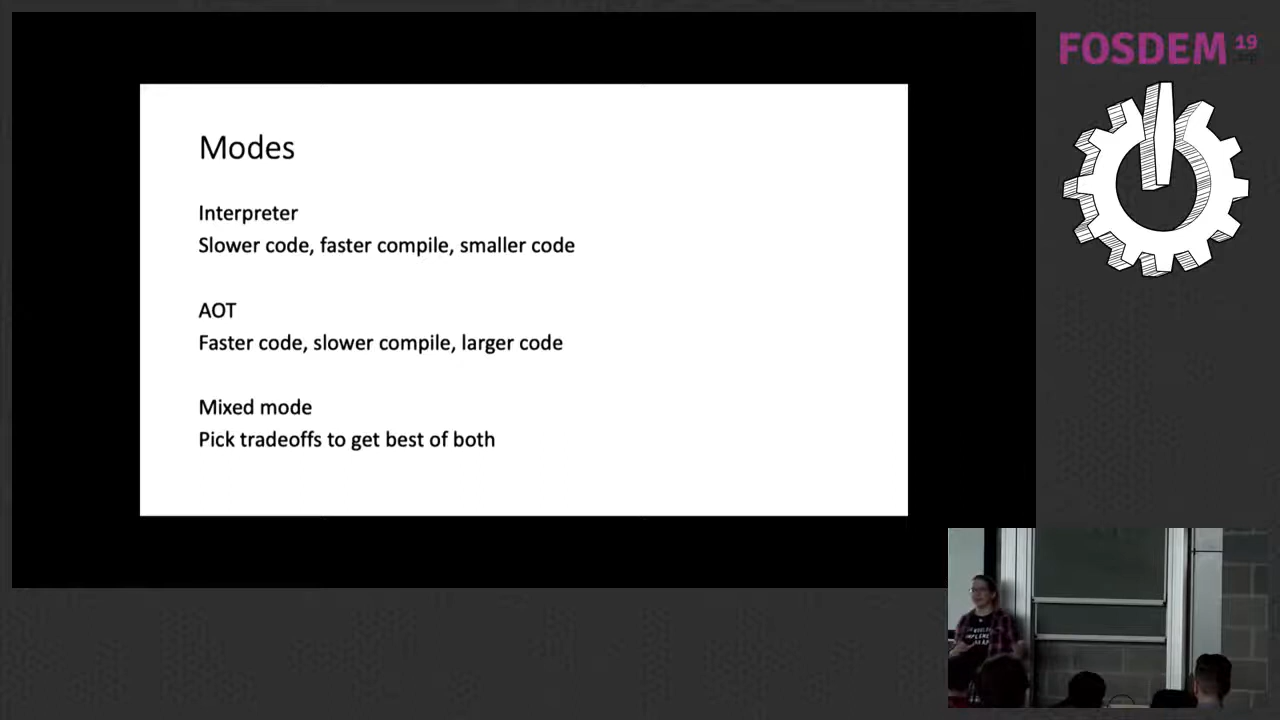 FOSDEM 19
.org
Modes
Interpreter
Slower code, faster compile, smaller code
AOT
Faster code, slower compile, larger code
Mixed mode
Pick tradeoffs to get best of both